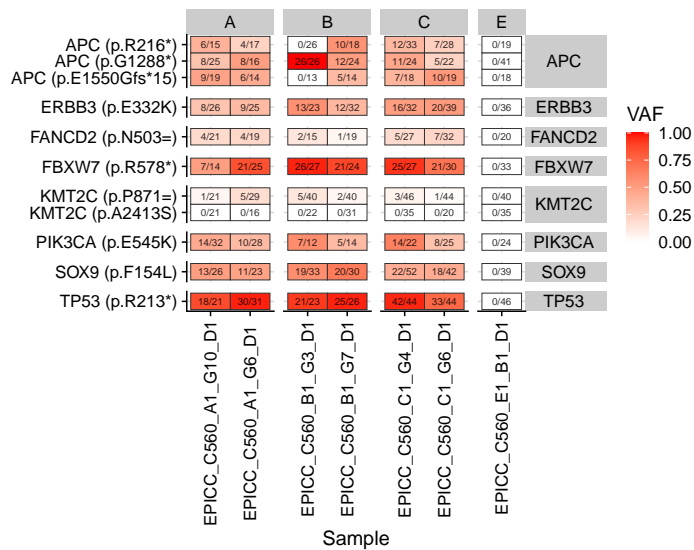 A B C E
APC (p.R216*) 6/15 4/17 0/26 10/18 12/33 7/28 0/19
APC (p.G1288*) 8/25 8/16 26/26 12/24 11/24 5/22 0/41 APC
APC (p.E1550Gfs*15) 9/19 6/14 0/13 5/14 7/18 10/19 0/18
ERBB3 (p.E332K) 8/26 9/25 13/23 12/32 16/32 20/39 0/36 ERBB3
FANCD2 (p.N503=) 4/21 4/19 2/15 1/19 5/27 7/32 0/20 FANCD2
FBXW7 (p.R578*) 7/14 21/25 26/27 21/24 25/27 21/30 0/33 FBXW7
KMT2C (p.P871=) 1/21 5/29 5/40 2/40 3/46 1/44 0/40 KMT2C
KMT2C (p.A2413S) 0/21 0/16 0/22 0/31 0/35 0/20 0/35
PIK3CA (p.E545K) 14/32 10/28 7/12 5/14 14/22 8/25 0/24 PIK3CA
SOX9 (p.F154L) 13/26 11/23 19/33 20/30 22/52 18/42 0/39 SOX9
TP53 (p.R213*) 18/21 30/31 21/23 25/26 42/44 33/44 0/46 TP53
EPICC_C560_A1_G10_D1
EPICC_C560_A1_G6_D1
EPICC_C560_B1_G3_D1
EPICC_C560_B1_G7_D1
EPICC_C560_C1_G4_D1
EPICC_C560_C1_G6_D1
EPICC_C560_E1_B1_D1
Sample
VAF
1.00
0.75
0.50
0.25
0.00